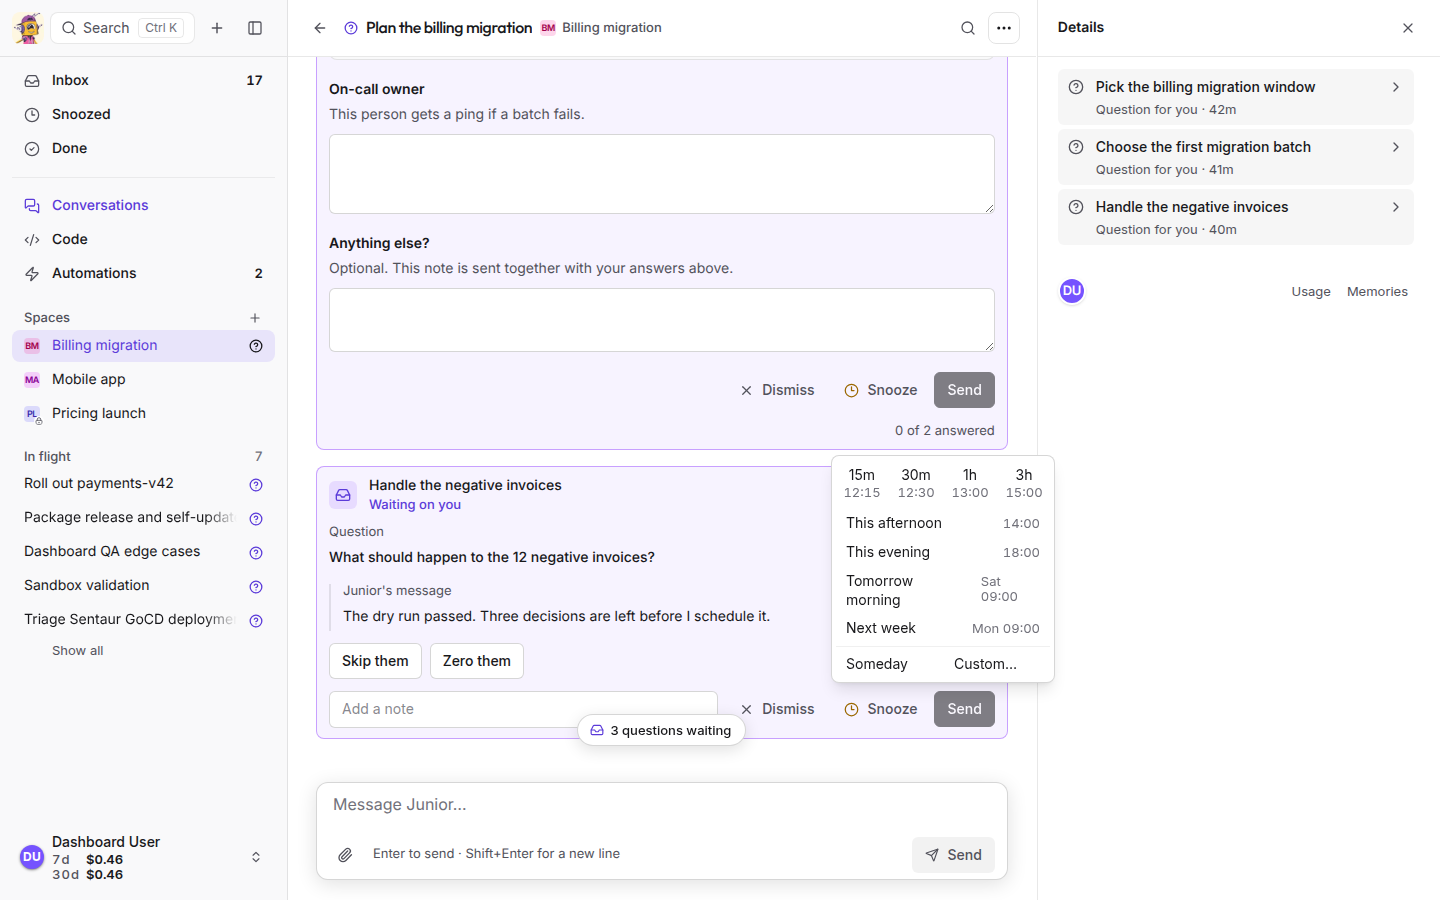 Search Ctrl K
Inbox 17
Snoozed
Done
Conversations
Code
Automations 2
Spaces
BM Billing migration
MA Mobile app
PL Pricing launch
In flight 7
Roll out payments-v42
Package release and self-update
Dashboard QA edge cases
Sandbox validation
Triage Sentaur GoCD deployme
Show all
DU Dashboard User
7d $0.46
30d $0.46
Plan the billing migration BM Billing migration
On-call owner
This person gets a ping if a batch fails.
Anything else?
Optional. This note is sent together with your answers above.
Dismiss Snooze Send
0 of 2 answered
Handle the negative invoices
Waiting on you
Question
What should happen to the 12 negative invoices?
Junior's message
The dry run passed. Three decisions are left before I schedule it.
Skip them Zero them
Add a note Dismiss Snooze Send
3 questions waiting
15m 30m 1h 3h
12:15 12:30 13:00 15:00
This afternoon 14:00
This evening 18:00
Tomorrow morning Sat 09:00
Next week Mon 09:00
Someday Custom...
Message Junior...
Enter to send · Shift+Enter for a new line Send
Details
Pick the billing migration window
Question for you · 42m
Choose the first migration batch
Question for you · 41m
Handle the negative invoices
Question for you · 40m
DU Usage Memories